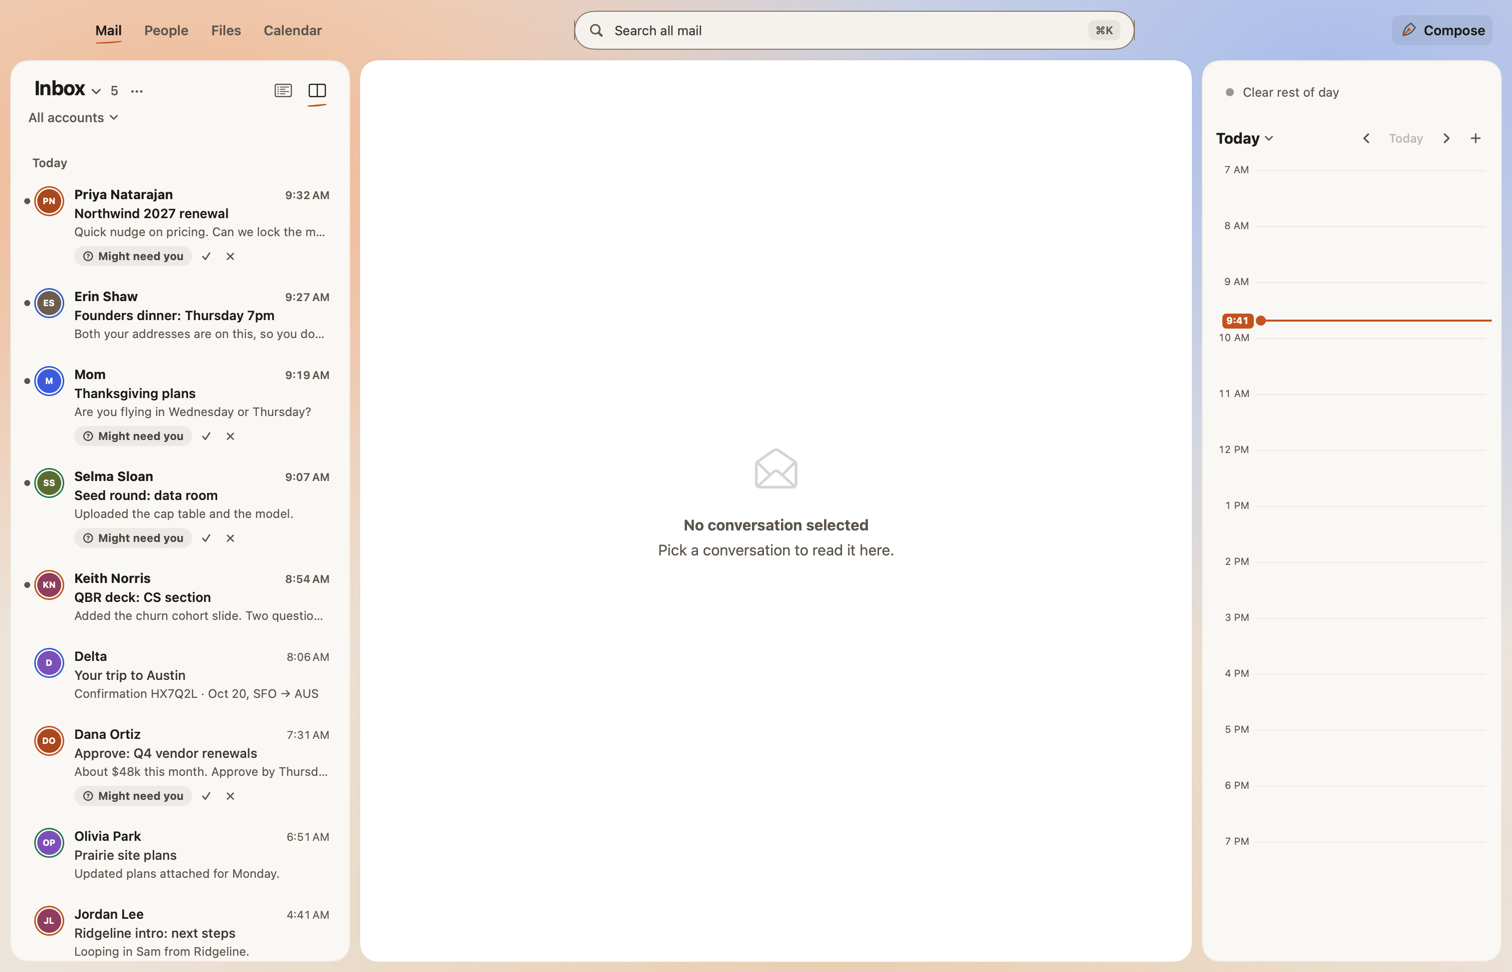 Mail People Files Calendar
Search all mail ⌘K
Compose
Inbox 5 ...
All accounts
Today
PN Priya Natarajan 9:32 AM
Northwind 2027 renewal
Quick nudge on pricing. Can we lock the m...
Might need you
ES Erin Shaw 9:27 AM
Founders dinner: Thursday 7pm
Both your addresses are on this, so you do...
M Mom 9:19 AM
Thanksgiving plans
Are you flying in Wednesday or Thursday?
Might need you
SS Selma Sloan 9:07 AM
Seed round: data room
Uploaded the cap table and the model.
Might need you
KN Keith Norris 8:54 AM
QBR deck: CS section
Added the churn cohort slide. Two questio...
D Delta 8:06 AM
Your trip to Austin
Confirmation HX7Q2L · Oct 20, SFO → AUS
DO Dana Ortiz 7:31 AM
Approve: Q4 vendor renewals
About $48k this month. Approve by Thursd...
Might need you
OP Olivia Park 6:51 AM
Prairie site plans
Updated plans attached for Monday.
JL Jordan Lee 4:41 AM
Ridgeline intro: next steps
Looping in Sam from Ridgeline.
No conversation selected
Pick a conversation to read it here.
Clear rest of day
Today Today
7 AM
8 AM
9 AM
9:41
10 AM
11 AM
12 PM
1 PM
2 PM
3 PM
4 PM
5 PM
6 PM
7 PM